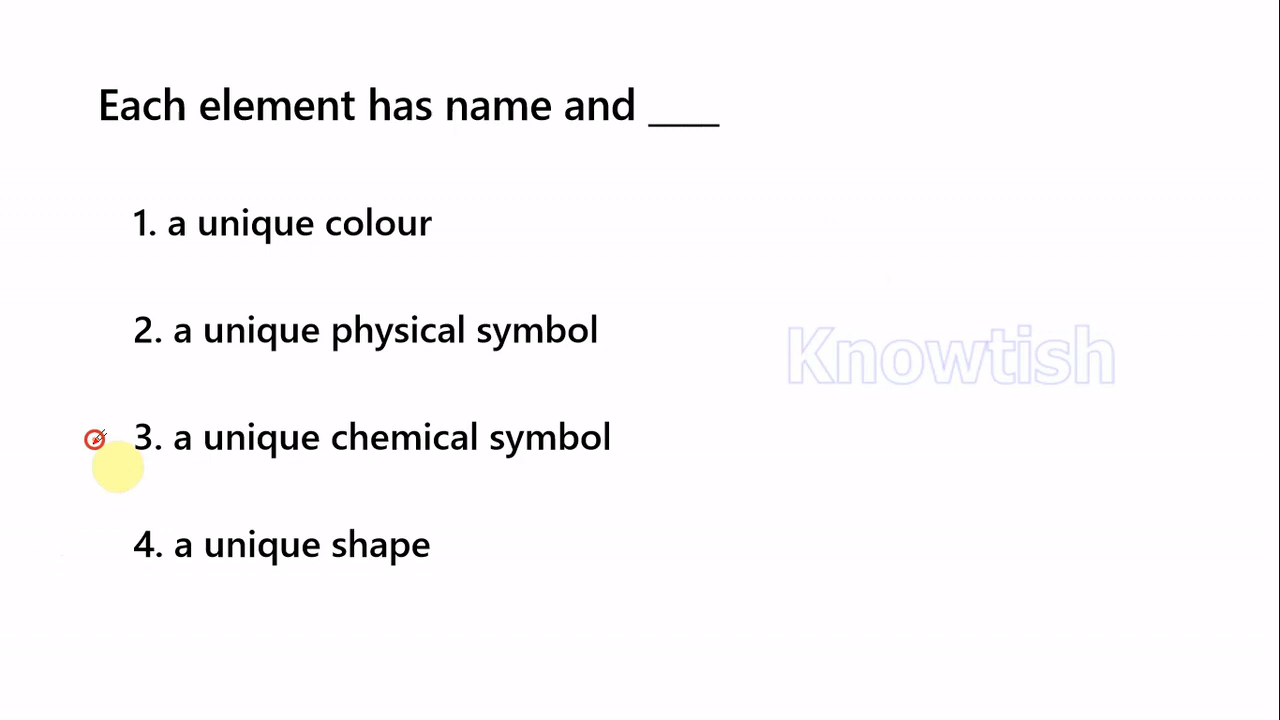 Each element has name and ____
1. a unique colour
2. a unique physical symbol
Knowtish
3. a unique chemical symbol
4. a unique shape